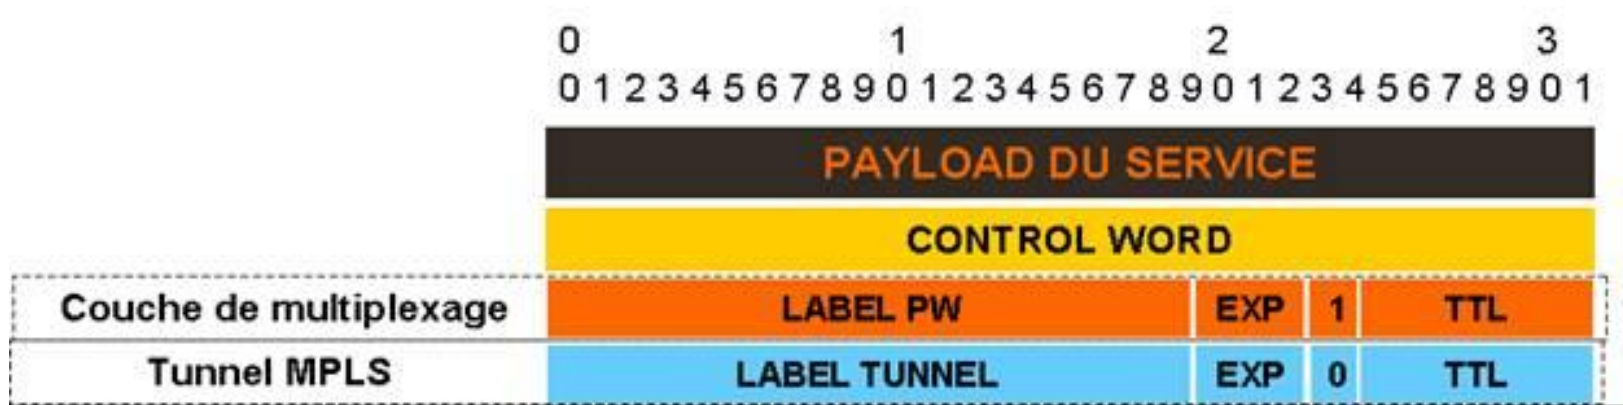 0 1 2 3
0 1 2 3 4 5 6 7 8 9 0 1 2 3 4 5 6 7 8 9 0 1 2 3 4 5 6 7 8 9 0 1
PAYLOAD DU SERVICE
CONTROL WORD
Couche de multiplexage LABEL PW EXP 1 TTL
Tunnel MPLS LABEL TUNNEL EXP 0 TTL